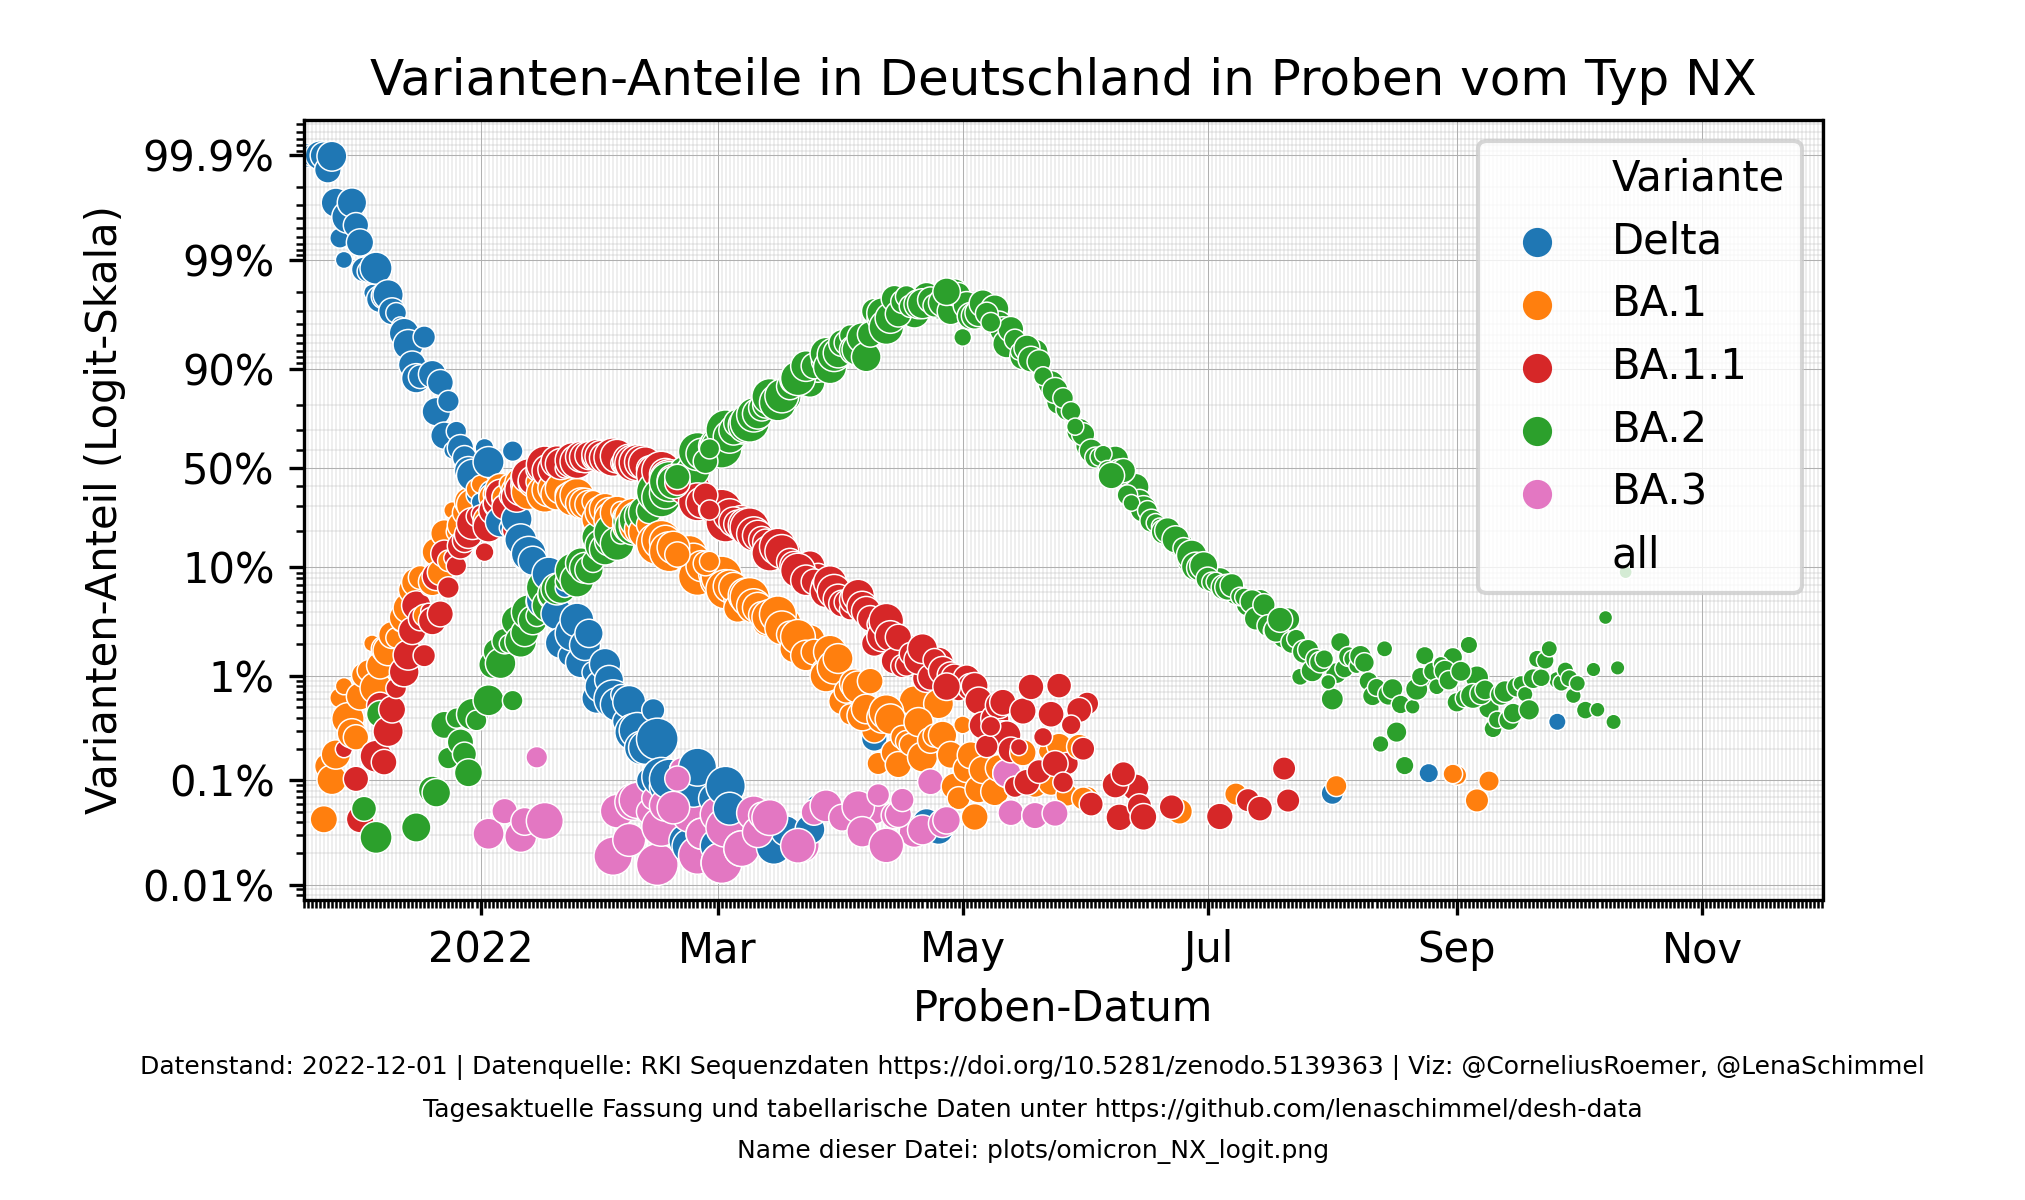 Varianten-Anteile in Deutschland in Proben vom Typ NX
Varianten-Anteil (Logit-Skala)
99.9%
99%
90%
50%
10%
1%
0.1%
0.01%
Variante
Delta
BA.1
BA.1.1
BA.2
BA.3
all
2022
Mar
May
Jul
Sep
Nov
Proben-Datum
Datenstand: 2022-12-01 | Datenquelle: RKI Sequenzdaten https://doi.org/10.5281/zenodo.5139363 | Viz: @CorneliusRoemer, @LenaSchimmel
Tagesaktuelle Fassung und tabellarische Daten unter https://github.com/lenaschimmel/desh-data
Name dieser Datei: plots/omicron_NX_logit.png